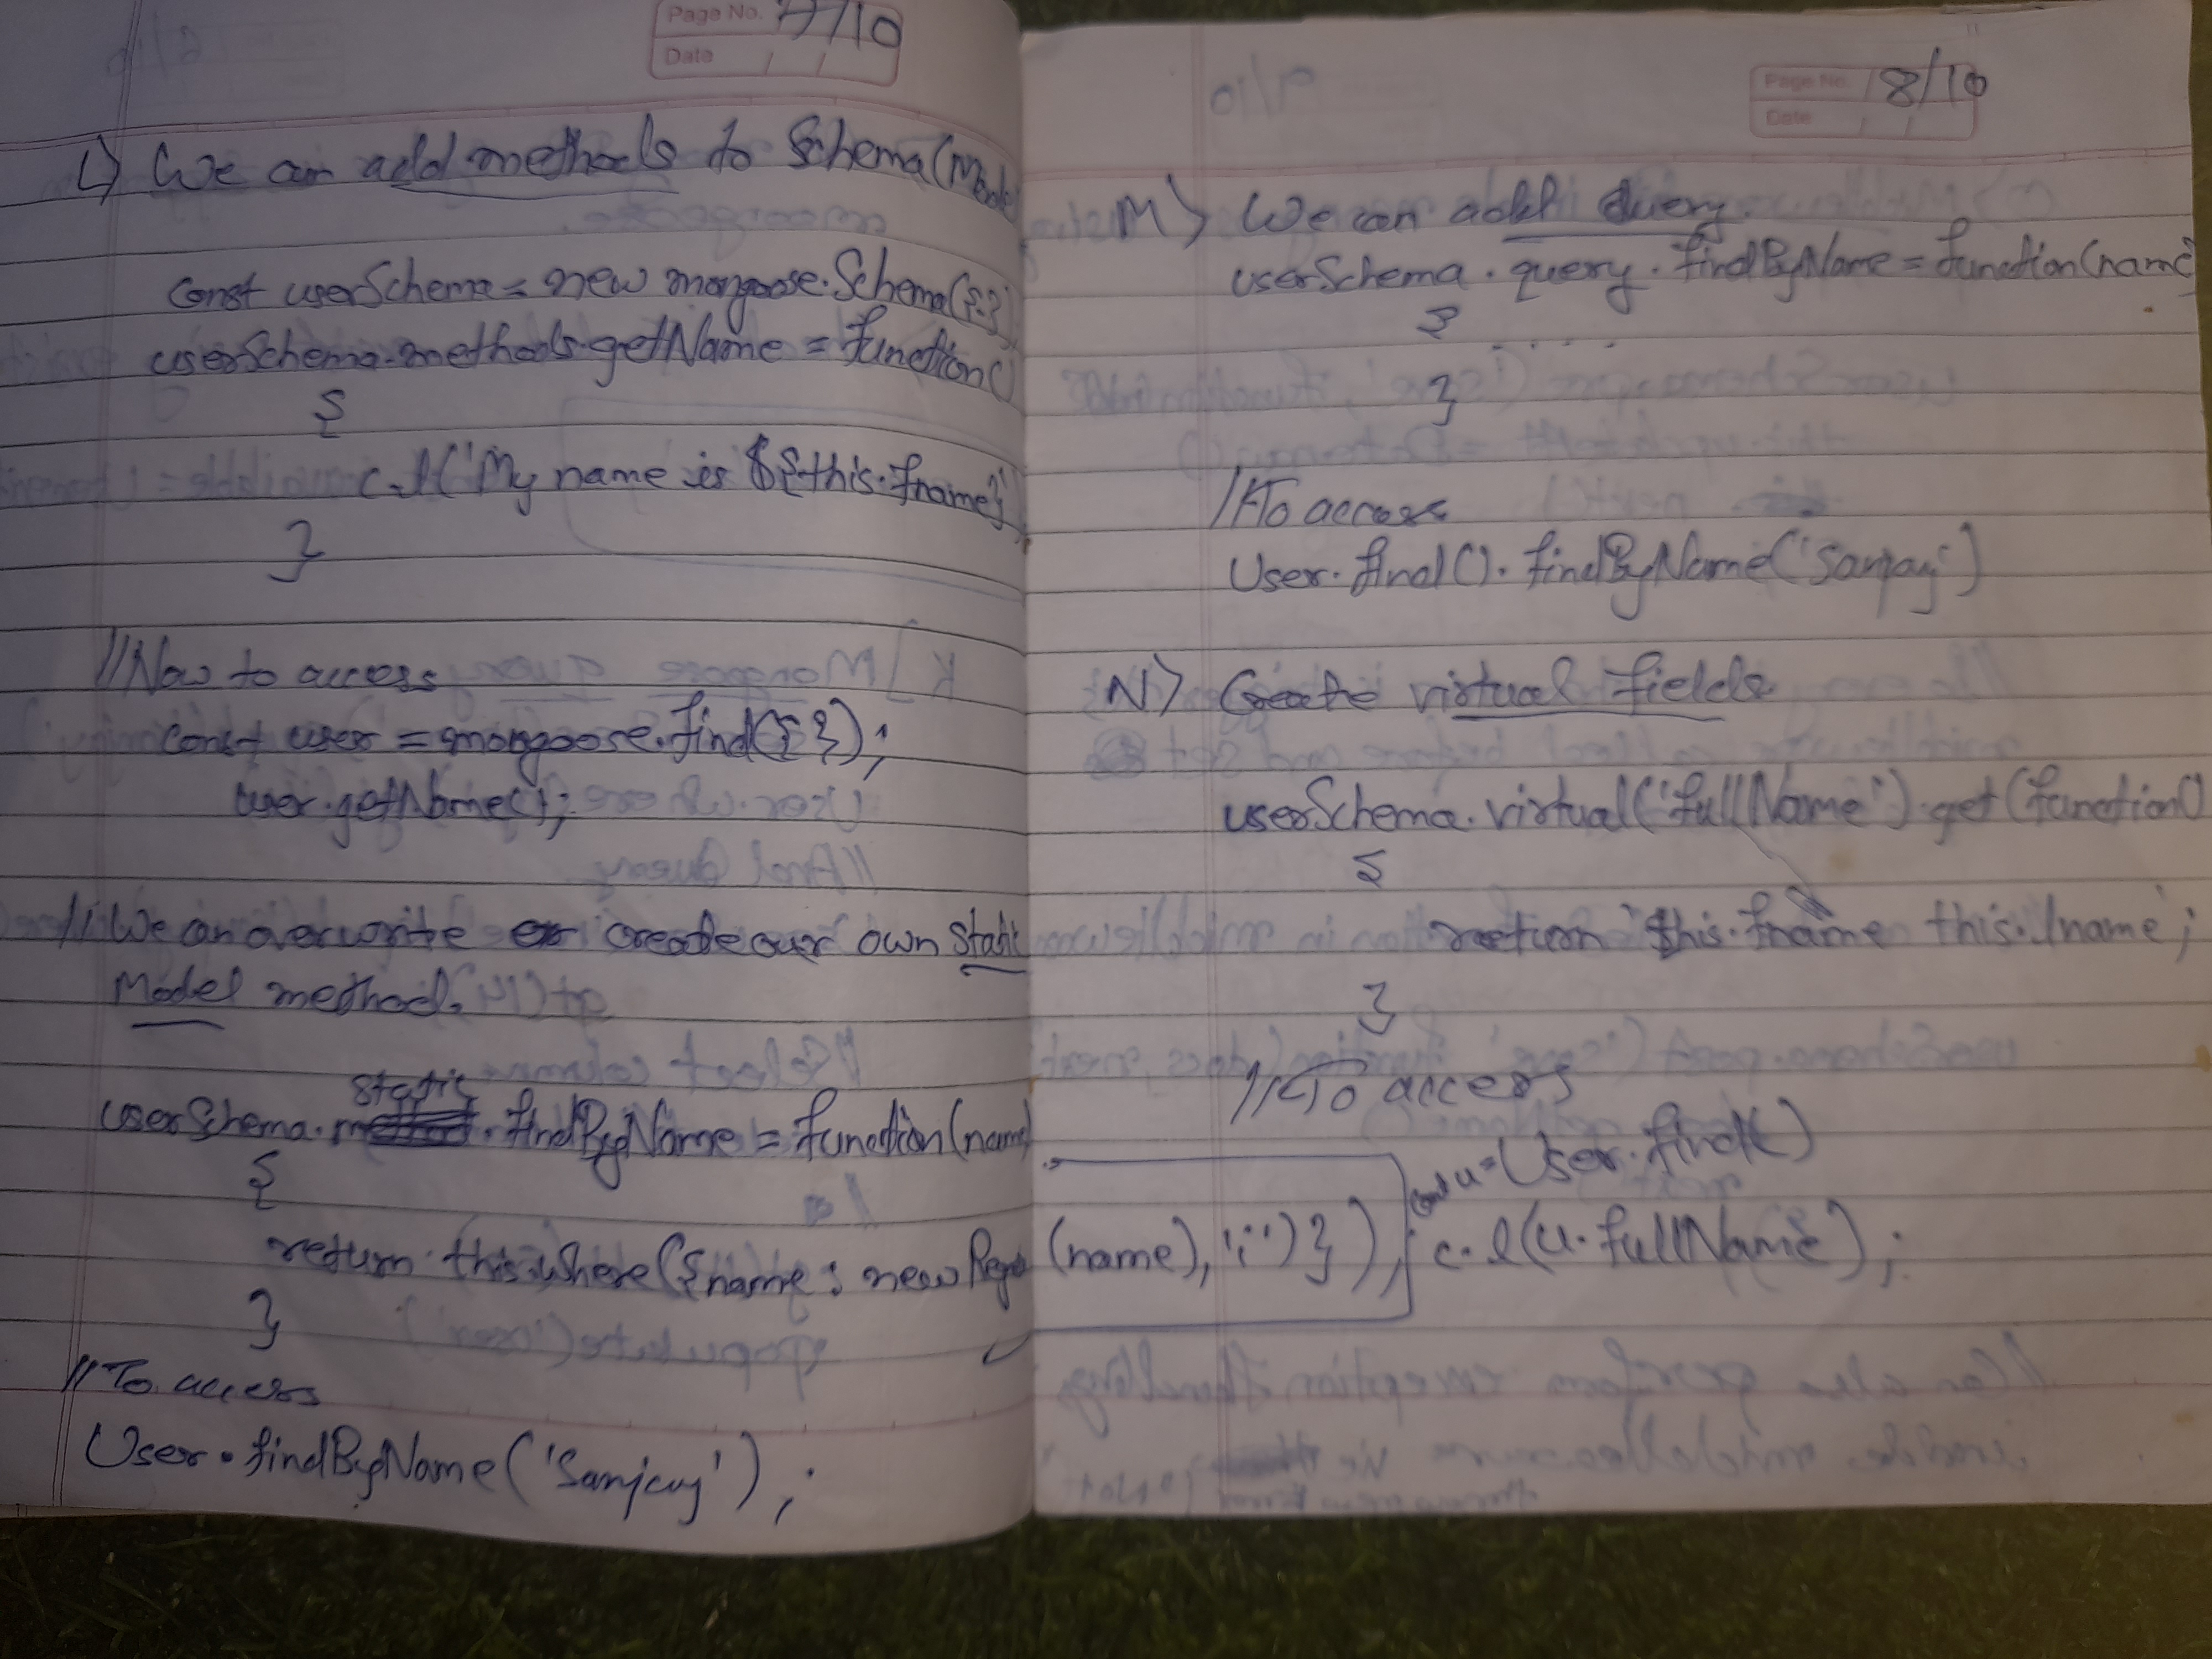 Page No. 7/10
Date / /
L> We can add methods to Schema(Model
const userSchema = new mongoose.Schema({-}
userSchema.methods.getName = function()
{
c.l('My name is ${this.fname}'
}
//Now to access
const user = mongoose.find({});
user.getName();
//We can overwrite or create our own static
Model method.
static
userSchema. .findByName = function(name
{
return this.where({name: new Rege (name), 'i'')});
}
//To access
User.findByName('Sanjay');
Page No. 8/10
Date / /
M> We can add Query.
userSchema.query.findByName = function(name
{
. . . . .
}
//To access
User.find().findByName('Sanjay')
N> Create virtual fields
userSchema.virtual('fullName').get(function()
{
return this.fname this.lname;
}
//To access
const u = User.find()
c.l(u.fullName);